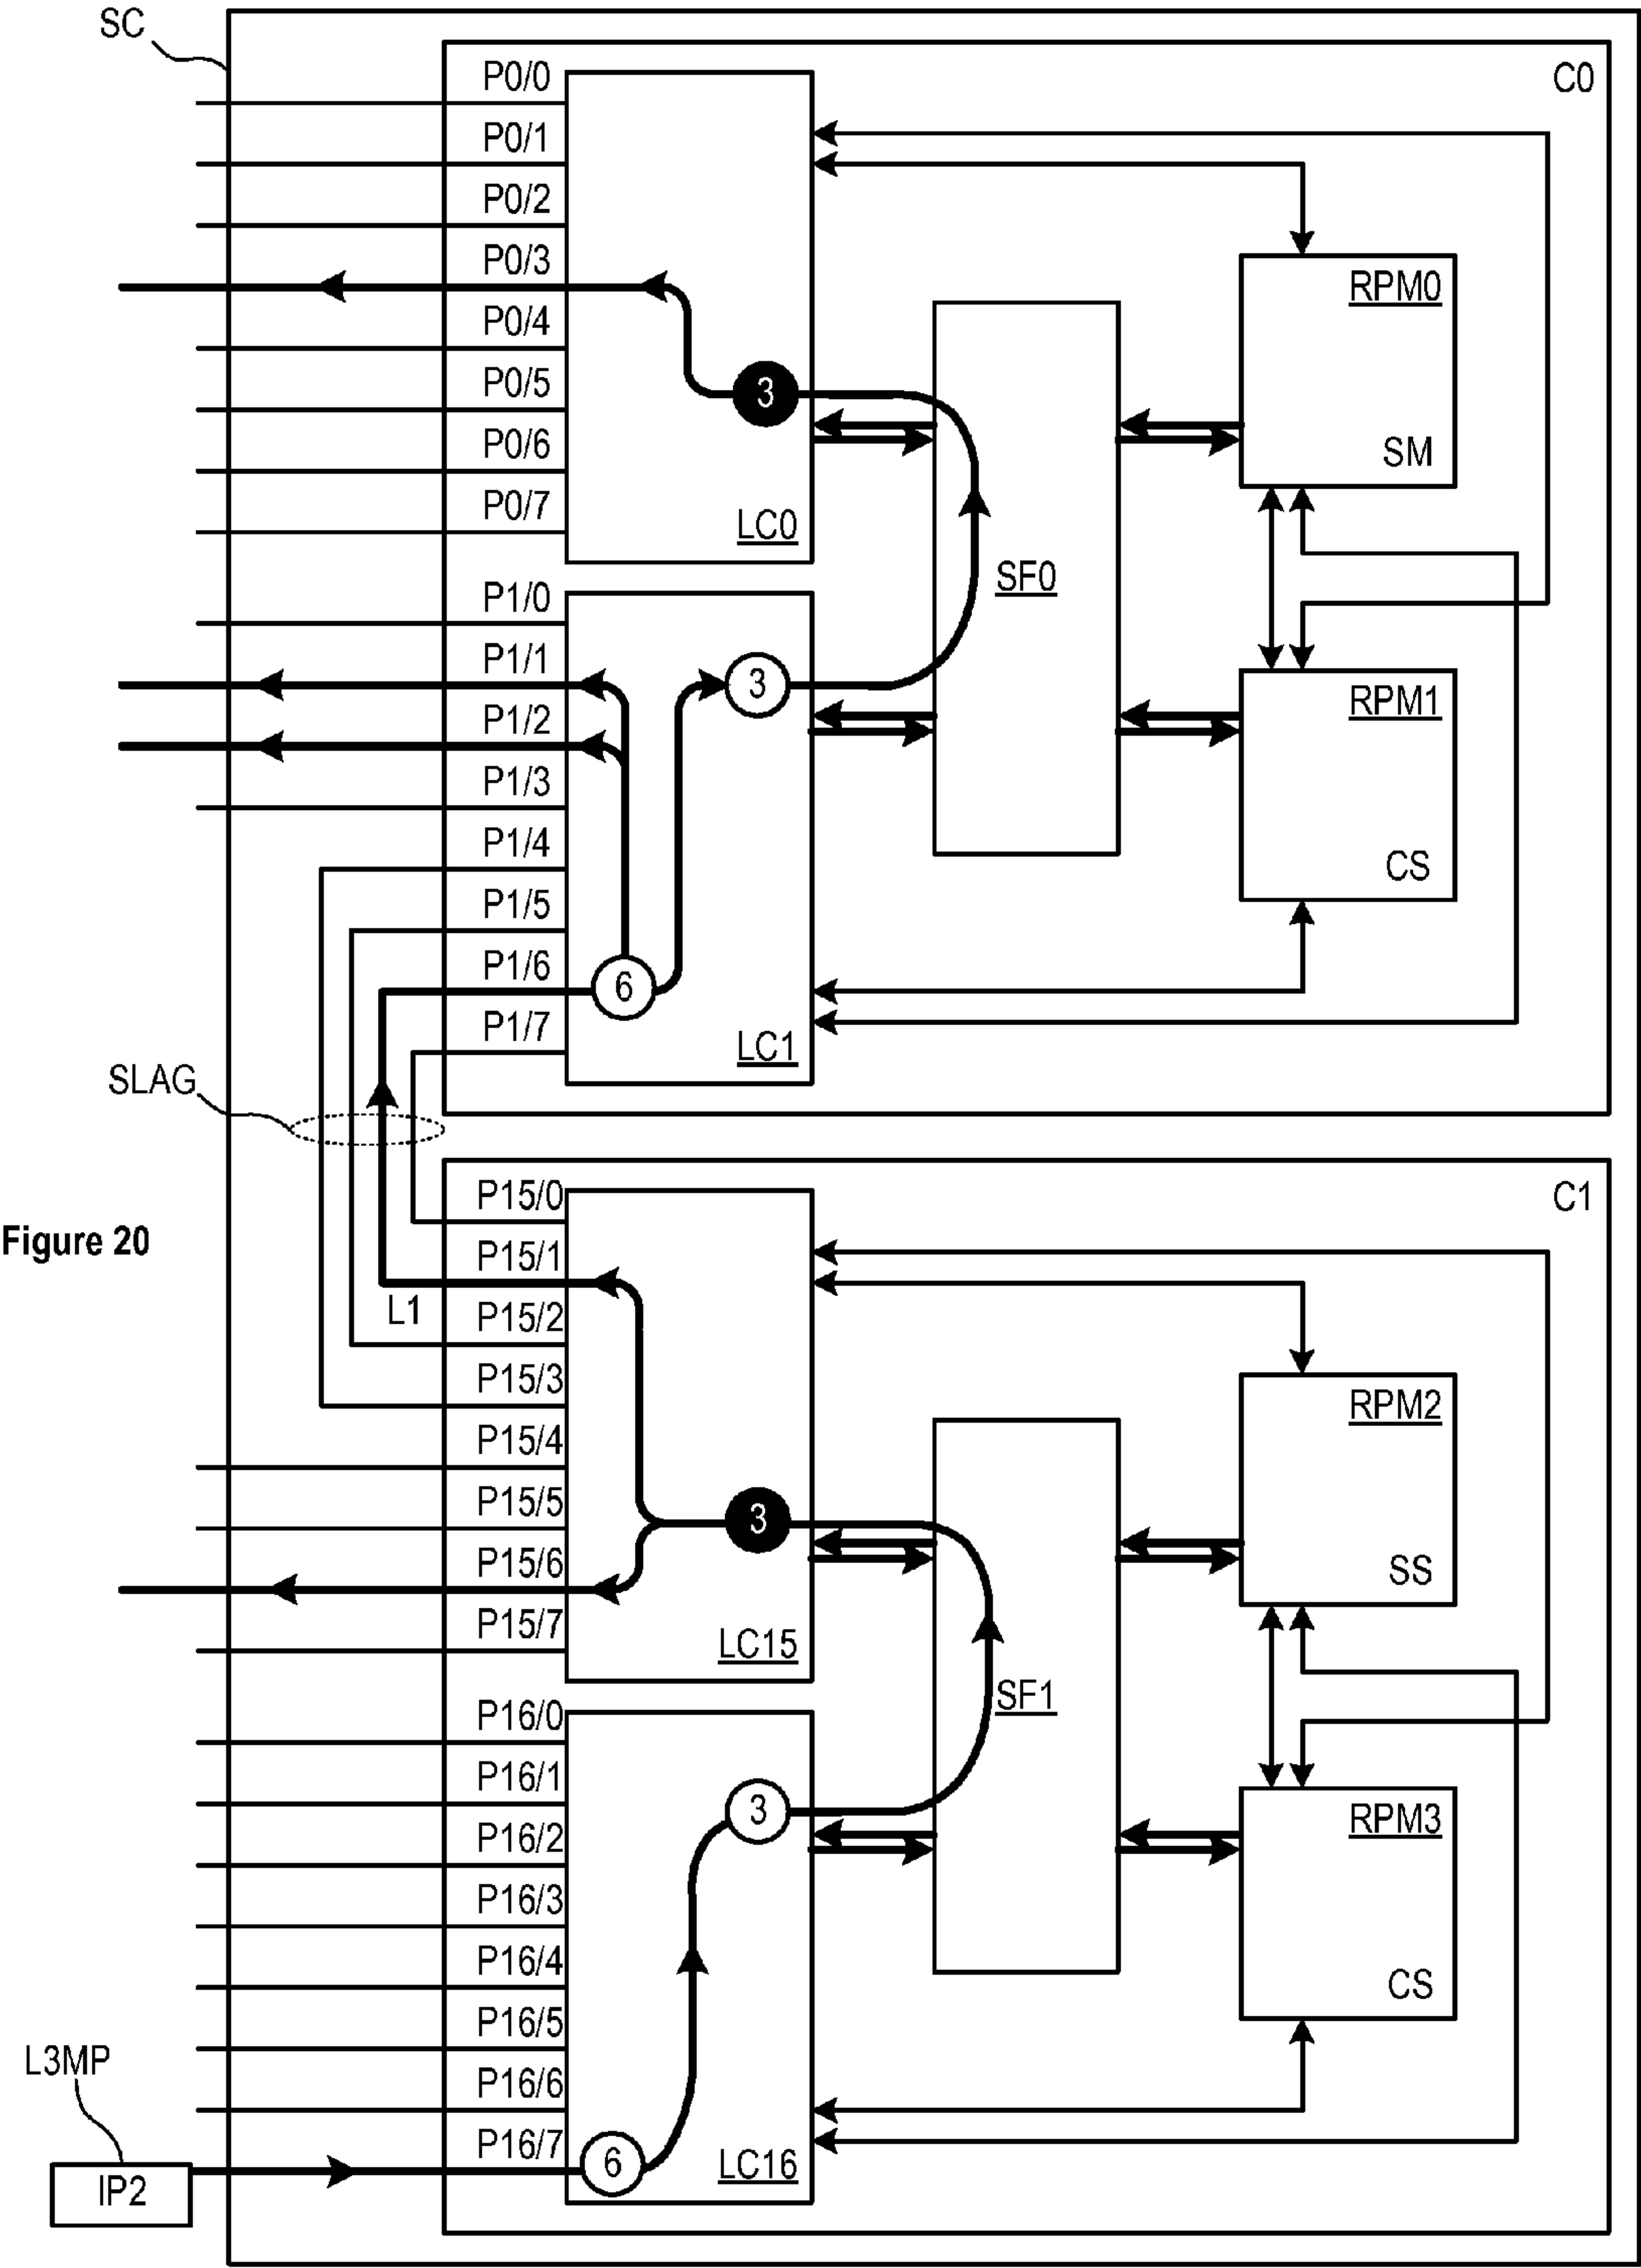 SC
C0
P0/0
P0/1
P0/2
P0/3
P0/4
P0/5
P0/6
P0/7
3
LC0
RPM0
SM
SF0
P1/0
P1/1
P1/2
P1/3
P1/4
P1/5
P1/6
P1/7
3
6
LC1
RPM1
CS
SLAG
Figure 20
C1
P15/0
P15/1
L1
P15/2
P15/3
P15/4
P15/5
P15/6
P15/7
3
LC15
RPM2
SS
SF1
P16/0
P16/1
P16/2
P16/3
P16/4
P16/5
P16/6
P16/7
3
6
LC16
RPM3
CS
L3MP
IP2